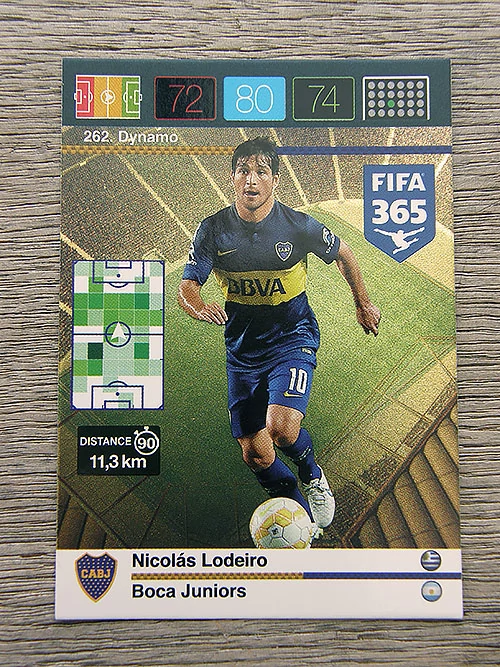 72 80 74
262. Dynamo
FIFA
365
CABJ
BBVA
10
DISTANCE 90
11,3 km
CABJ
Nicolás Lodeiro
Boca Juniors